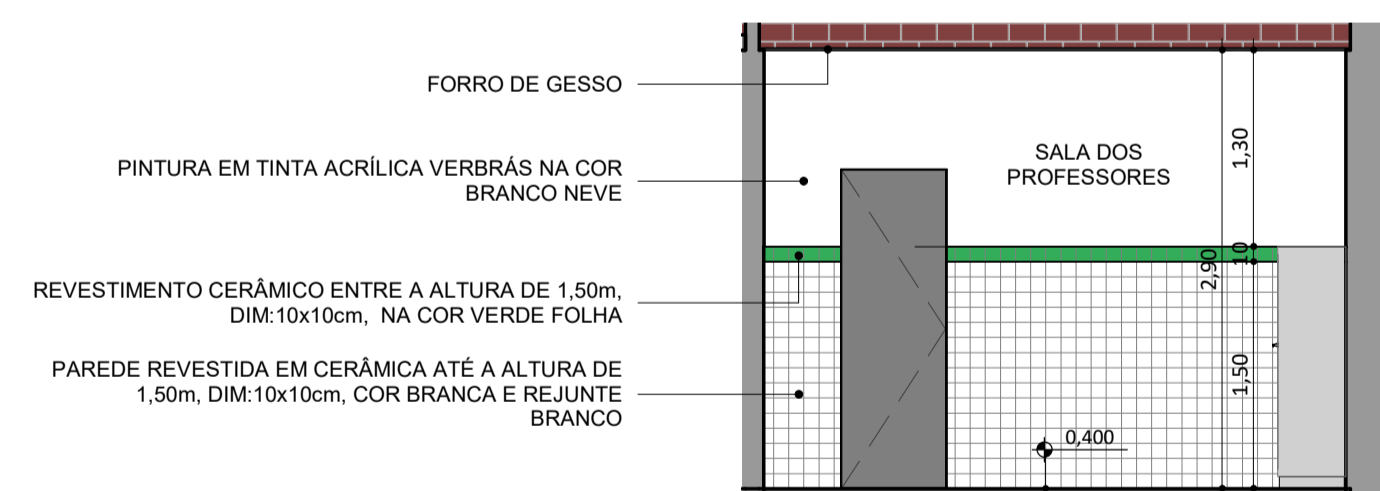 FORRO DE GESSO
PINTURA EM TINTA ACRÍLICA VERBRÁS NA COR
BRANCO NEVE
REVESTIMENTO CERÂMICO ENTRE A ALTURA DE 1,50m,
DIM:10x10cm, NA COR VERDE FOLHA
PAREDE REVESTIDA EM CERÂMICA ATÉ A ALTURA DE
1,50m, DIM:10x10cm, COR BRANCA E REJUNTE
BRANCO
SALA DOS
PROFESSORES
1,30
10
2,90
1,50
0,400